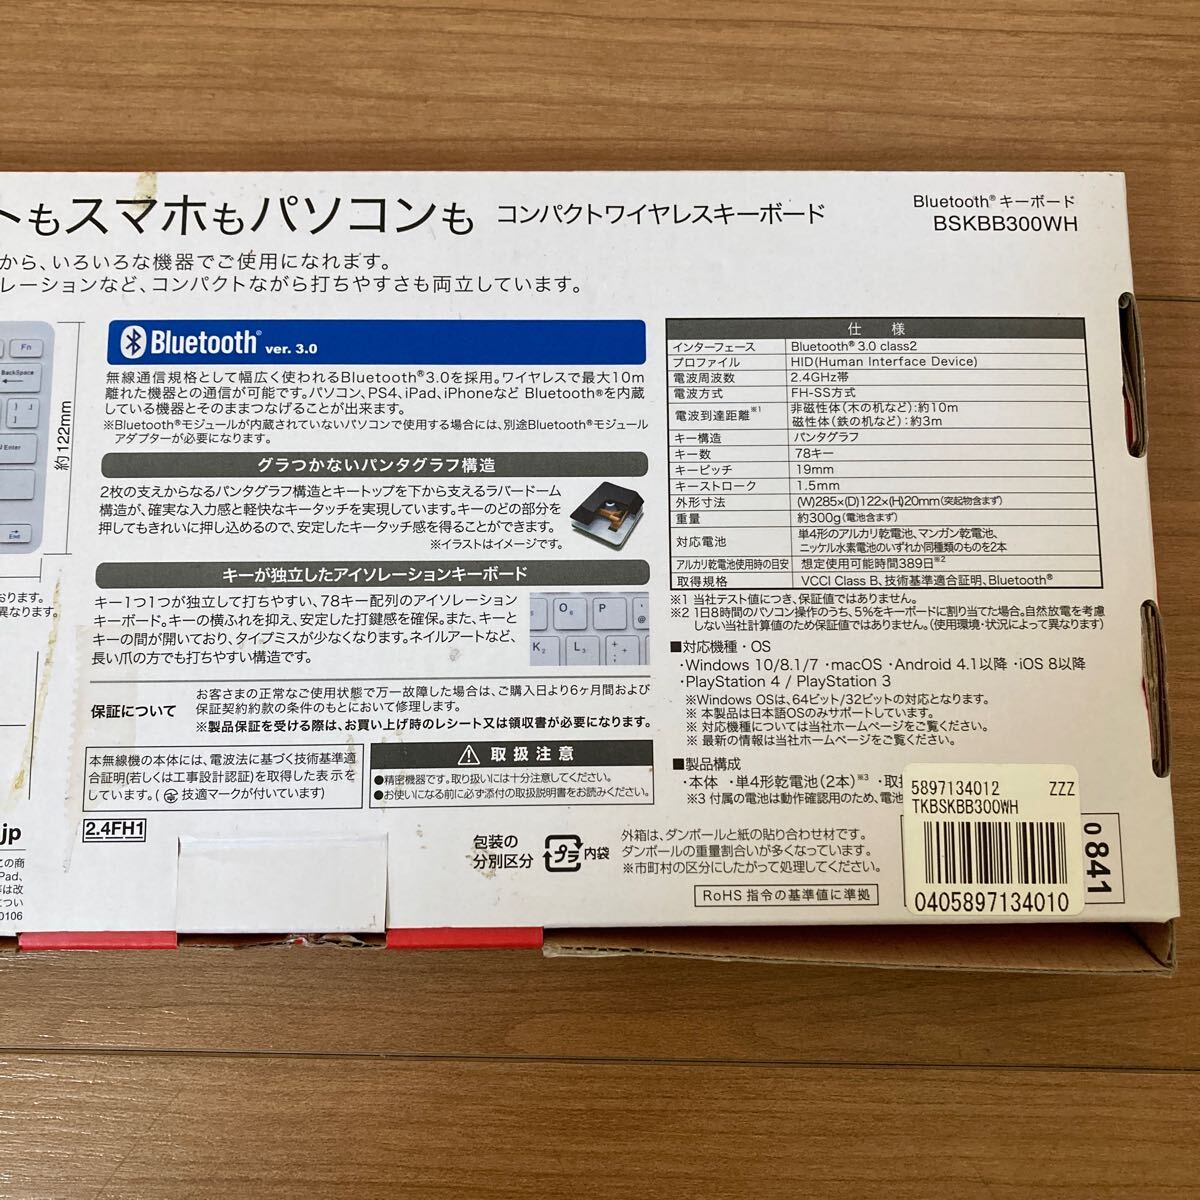 トもスマホもパソコンも コンパクトワイヤレスキーボード
Bluetooth®キーボード
BSKBB300WH
から、いろいろな機器でご使用になれます。
レーションなど、コンパクトながら打ちやすさも両立しています。
Fn
BackSpace
Enter
End
約122mm
Bluetooth® ver. 3.0
無線通信規格として幅広く使われるBluetooth®3.0を採用。ワイヤレスで最大10m
離れた機器との通信が可能です。パソコン、PS4、iPad、iPhoneなど Bluetooth®を内蔵
している機器とそのままつなげることが出来ます。
※Bluetooth®モジュールが内蔵されていないパソコンで使用する場合には、別途Bluetooth®モジュール
アダプターが必要になります。
グラつかないパンタグラフ構造
2枚の支えからなるパンタグラフ構造とキートップを下から支えるラバードーム
構造が、確実な入力感と軽快なキータッチを実現しています。キーのどの部分を
押してもきれいに押し込めるので、安定したキータッチ感を得ることができます。
※イラストはイメージです。
キーが独立したアイソレーションキーボード
キー1つ1つが独立して打ちやすい、78キー配列のアイソレーション
キーボード。キーの横ふれを抑え、安定した打鍵感を確保。また、キーと
キーの間が開いており、タイプミスが少なくなります。ネイルアートなど、
長い爪の方でも打ちやすい構造です。
O 6 P - @
K 2 L 3 + ;
保証について
お客さまの正常なご使用状態で万一故障した場合は、ご購入日より6ヶ月間および
保証契約約款の条件のもとにおいて修理します。
※製品保証を受ける際は、お買い上げ時のレシート又は領収書が必要になります。
本無線機の本体には、電波法に基づく技術基準適
合証明(若しくは工事設計認証)を取得した表示を
しています。( 技適マークが付いています)
取扱注意
●精密機器です。取り扱いには十分注意してください。
●お使いになる前に必ず添付の取扱説明書をお読みください。
2.4FH1
包装の
分別区分
プラ 内袋
外箱は、ダンボールと紙の貼り合わせ材です。
ダンボールの重量割合いが多くなっています。
※市町村の区分にしたがって処理してください。
RoHS 指令の基準値に準拠
仕様
インターフェース Bluetooth® 3.0 class2
プロファイル HID(Human Interface Device)
電波周波数 2.4GHz帯
電波方式 FH-SS方式
電波到達距離※1 非磁性体(木の机など):約10m
磁性体(鉄の机など):約3m
キー構造 パンタグラフ
キー数 78キー
キーピッチ 19mm
キーストローク 1.5mm
外形寸法 (W)285×(D)122×(H)20mm(突起物含まず)
重量 約300g(電池含まず)
対応電池 単4形のアルカリ乾電池、マンガン乾電池、
ニッケル水素電池のいずれか同種類のものを2本
アルカリ乾電池使用時の目安 想定使用可能時間389日※2
取得規格 VCCI Class B、技術基準適合証明、Bluetooth®
※1 当社テスト値につき、保証値ではありません。
※2 1日8時間のパソコン操作のうち、5%をキーボードに割り当てた場合。自然放電を考慮
しない当社計算値のため保証値ではありません。(使用環境・状況によって異なります)
■対応機種・OS
・Windows 10/8.1/7 ・macOS ・Android 4.1以降 ・iOS 8以降
・PlayStation 4 / PlayStation 3
※Windows OSは、64ビット/32ビットの対応となります。
※ 本製品は日本語OSのみサポートしています。
※ 対応機種については当社ホームページをご覧ください。
※ 最新の情報は当社ホームページをご覧ください。
■製品構成
・本体 ・単4形乾電池(2本)※3 ・取
※3 付属の電池は動作確認用のため、電池
5897134012 ZZZ
TKBSKBB300WH
0405897134010
0841
おります。
異なります。
.jp
この商
iPad、
等は改
につい
0106